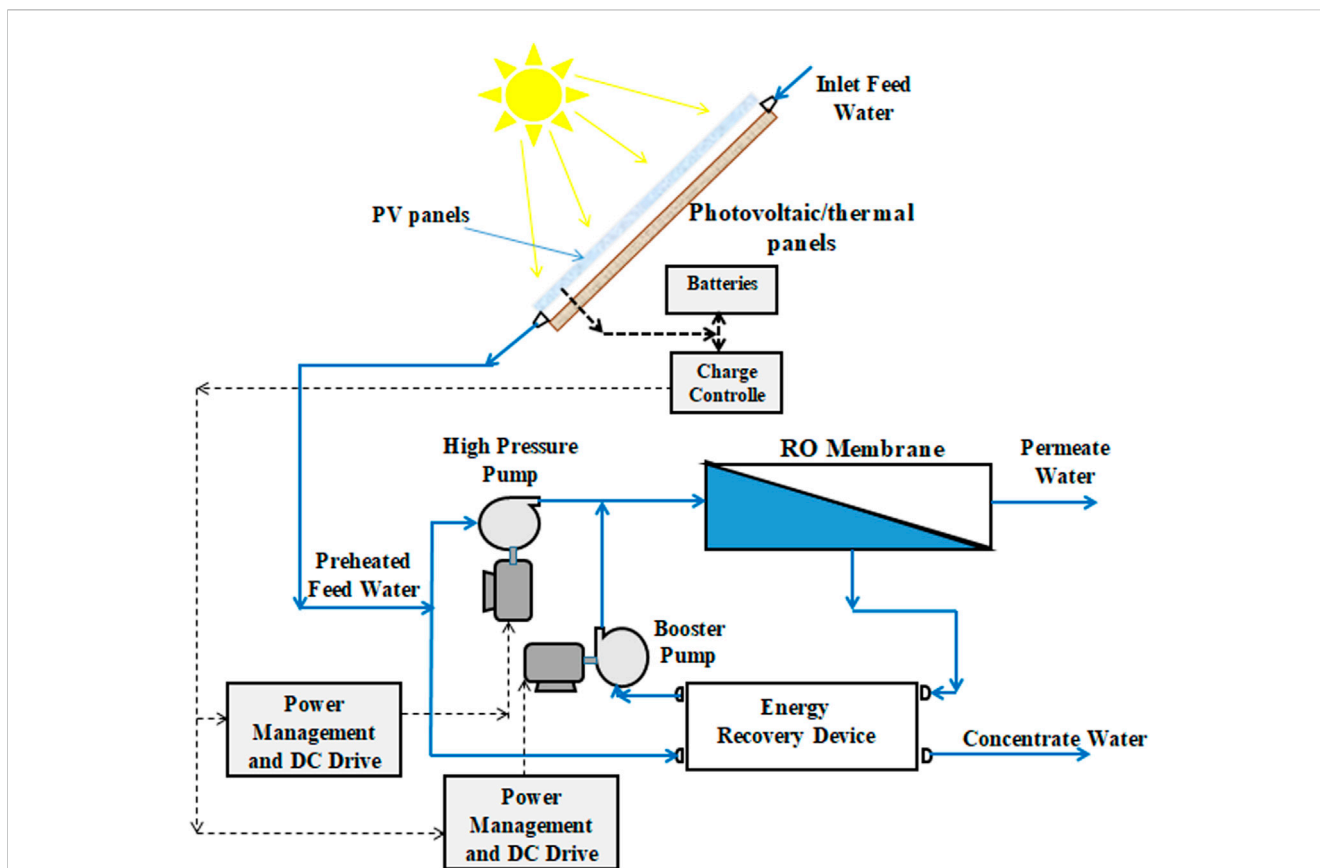 Inlet Feed
Water
PV panels
Photovoltaic/thermal
panels
Batteries
Charge
Controlle
High Pressure
Pump
RO Membrane
Permeate
Water
Preheated
Feed Water
Booster
Pump
Power
Management
and DC Drive
Energy
Recovery Device
Concentrate Water
Power
Management
and DC Drive